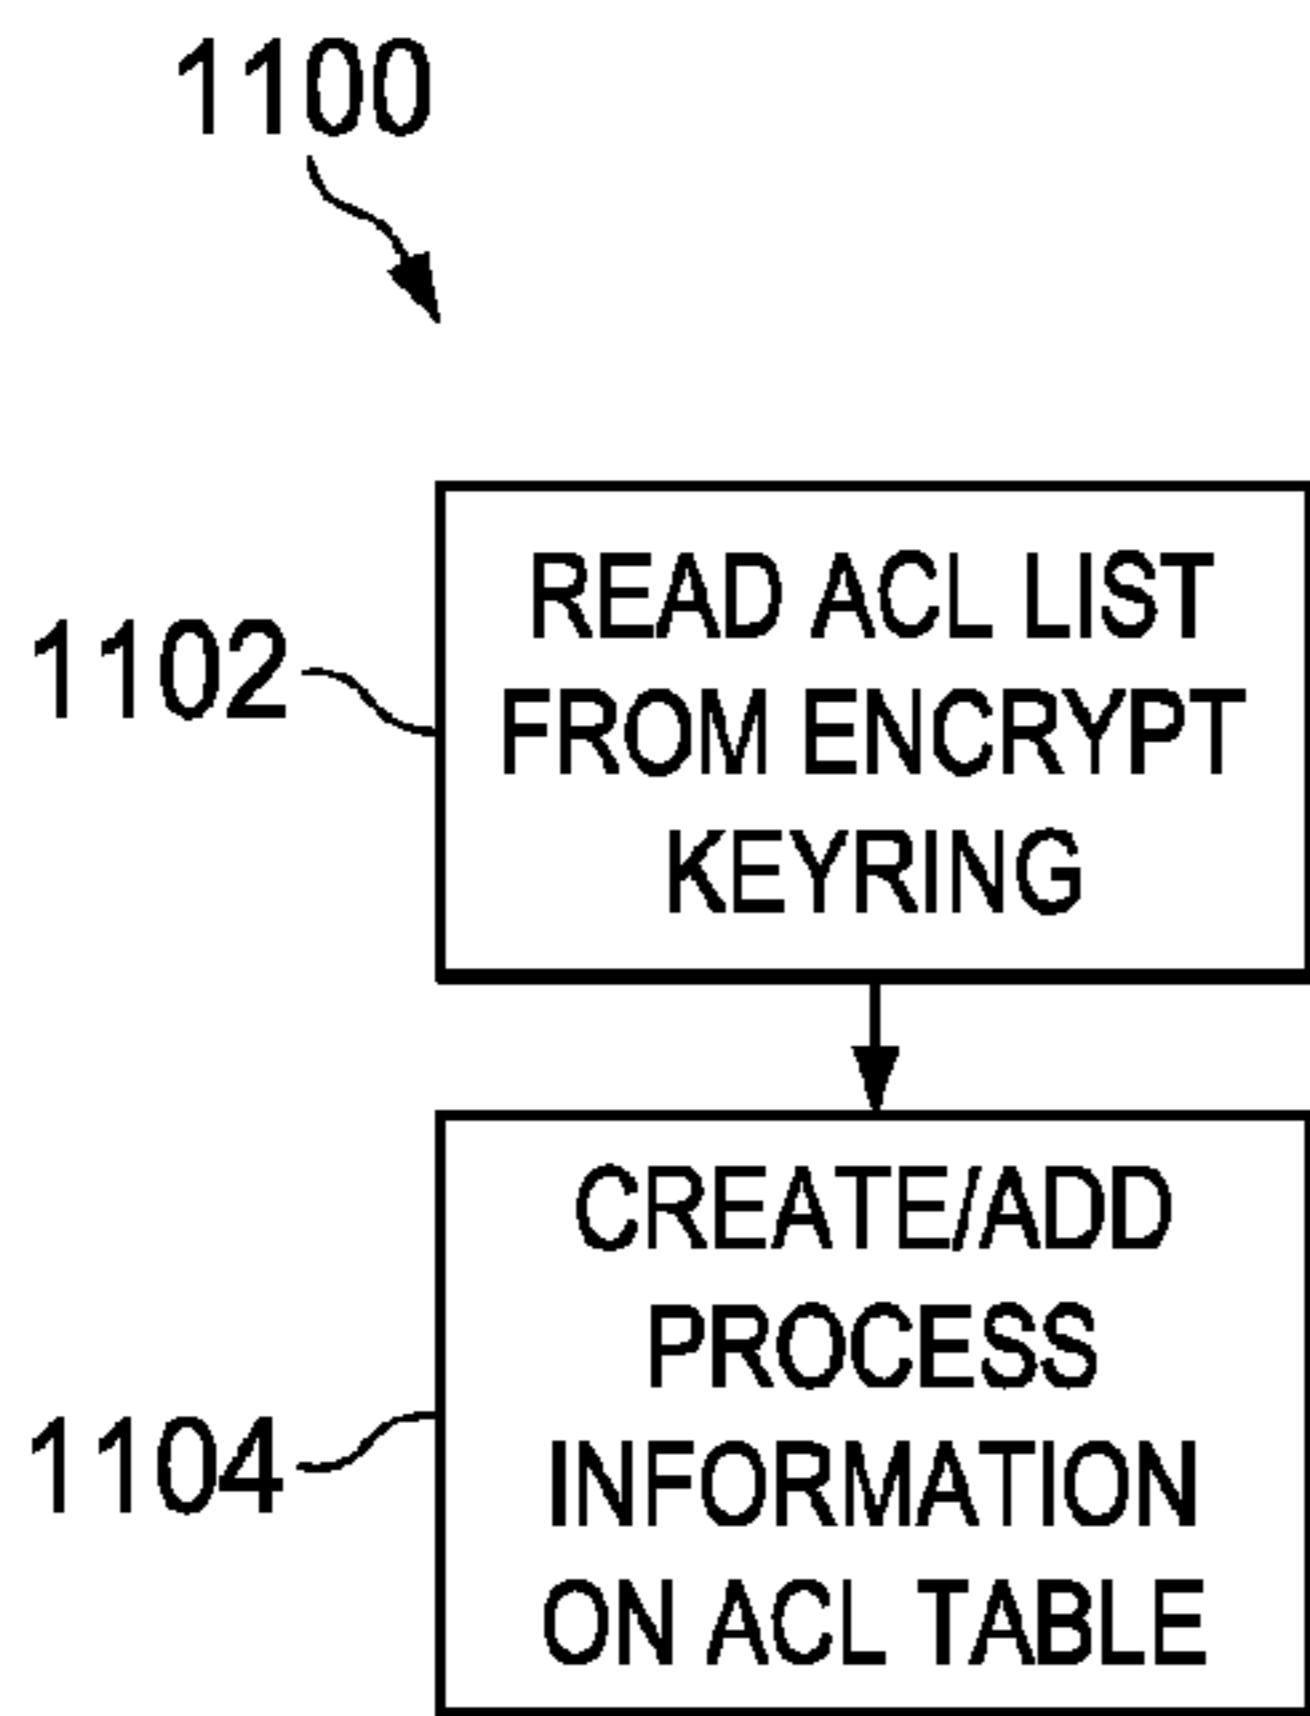 1100
1102
READ ACL LIST
FROM ENCRYPT
KEYRING
1104
CREATE/ADD
PROCESS
INFORMATION
ON ACL TABLE